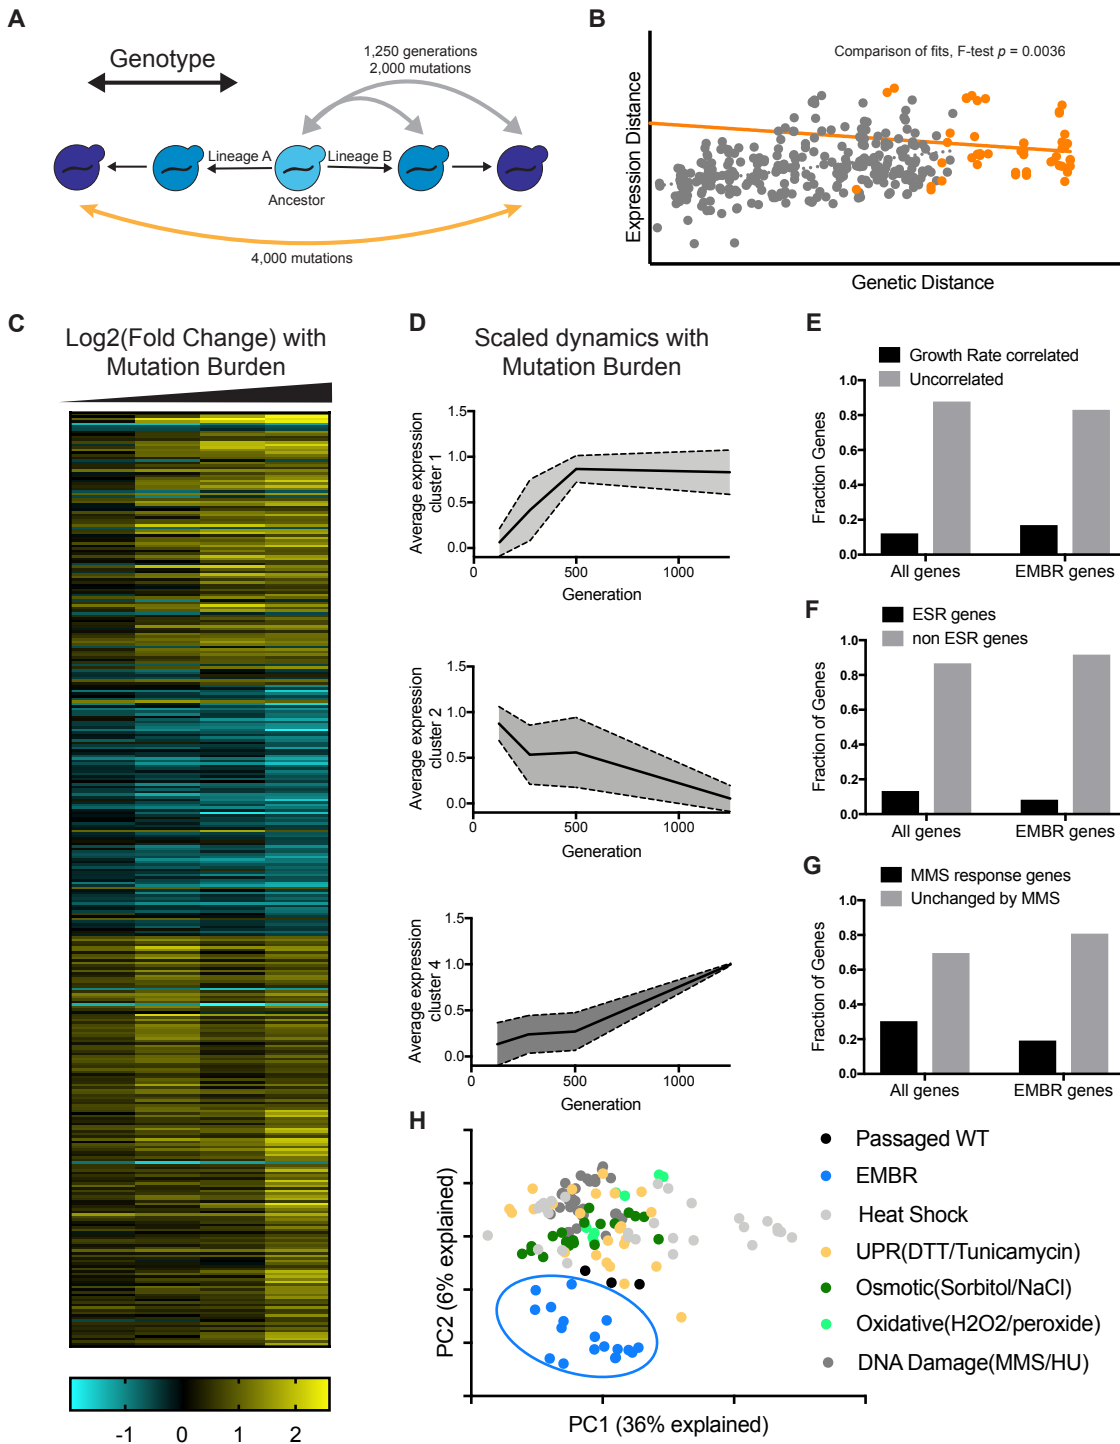 A
Genotype
1,250 generations
2,000 mutations
Lineage A
Lineage B
Ancestor
4,000 mutations
B
Comparison of fits, F-test p = 0.0036
Expression Distance
Genetic Distance
C
Log2(Fold Change) with
Mutation Burden
-1 0 1 2
D
Scaled dynamics with
Mutation Burden
Average expression
cluster 1
1.5
1.0
0.5
0.0
0 500 1000
Generation
Average expression
cluster 2
1.5
1.0
0.5
0.0
0 500 1000
Generation
Average expression
cluster 4
1.5
1.0
0.5
0.0
0 500 1000
Generation
E
Growth Rate correlated
Uncorrelated
Fraction Genes
1.0
0.8
0.6
0.4
0.2
0.0
All genes EMBR genes
F
ESR genes
non ESR genes
Fraction of Genes
1.0
0.8
0.6
0.4
0.2
0.0
All genes EMBR genes
G
MMS response genes
Unchanged by MMS
Fraction of Genes
1.0
0.8
0.6
0.4
0.2
0.0
All genes EMBR genes
H
PC2 (6% explained)
PC1 (36% explained)
Passaged WT
EMBR
Heat Shock
UPR(DTT/Tunicamycin)
Osmotic(Sorbitol/NaCl)
Oxidative(H2O2/peroxide)
DNA Damage(MMS/HU)